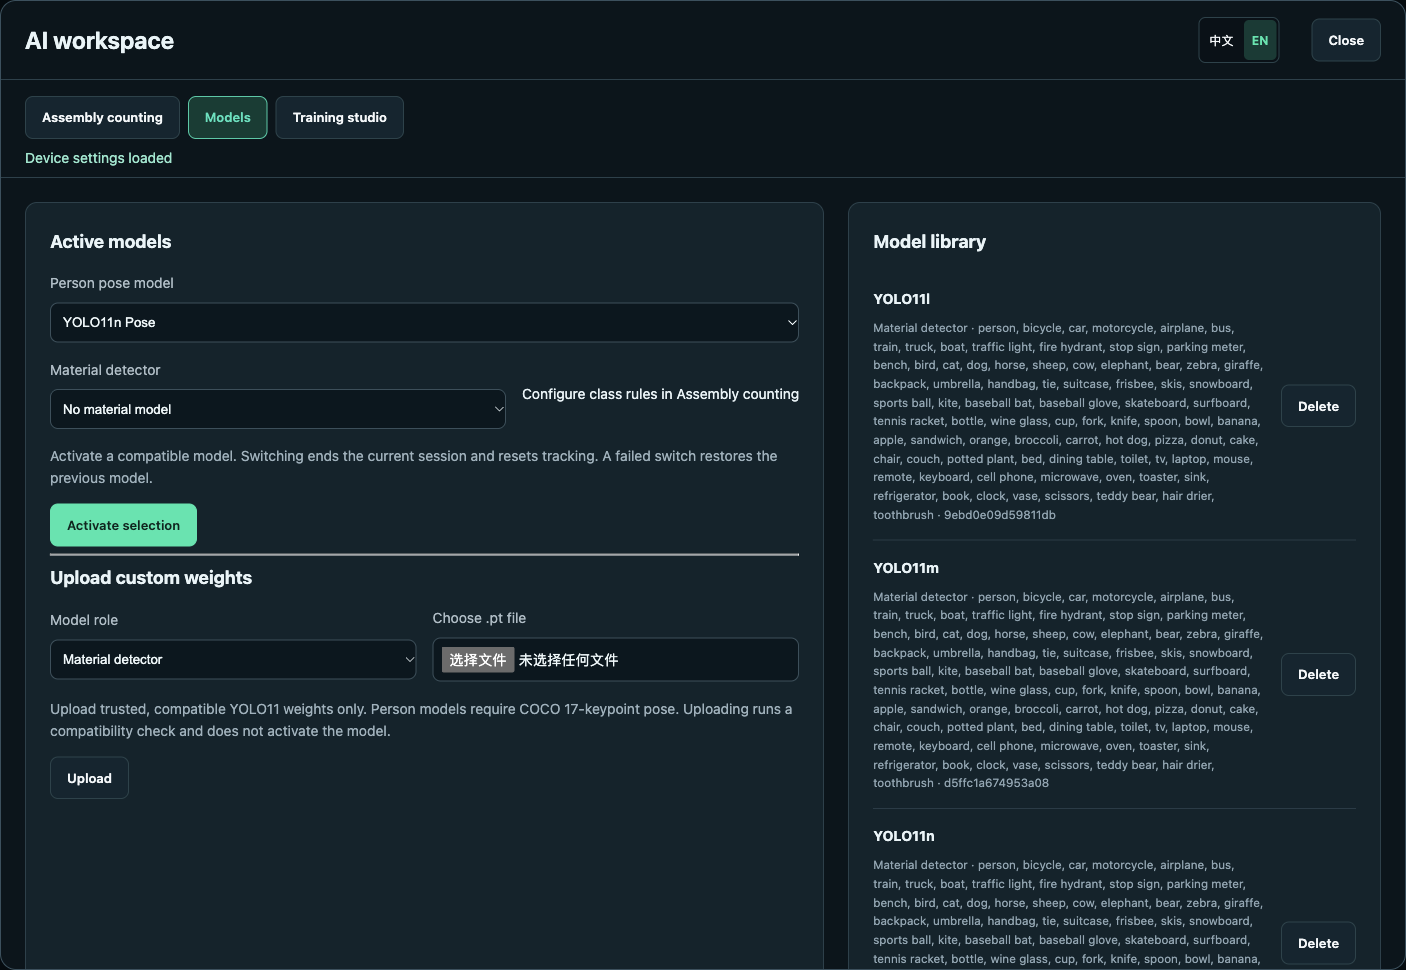 AI workspace
中文
EN
Close
Assembly counting
Models
Training studio
Device settings loaded
Active models
Person pose model
YOLO11n Pose
Material detector
No material model
Configure class rules in Assembly counting
Activate a compatible model. Switching ends the current session and resets tracking. A failed switch restores the
previous model.
Activate selection
Upload custom weights
Model role
Material detector
Choose .pt file
选择文件 未选择任何文件
Upload trusted, compatible YOLO11 weights only. Person models require COCO 17-keypoint pose. Uploading runs a
compatibility check and does not activate the model.
Upload
Model library
YOLO11l
Material detector · person, bicycle, car, motorcycle, airplane, bus,
train, truck, boat, traffic light, fire hydrant, stop sign, parking meter,
bench, bird, cat, dog, horse, sheep, cow, elephant, bear, zebra, giraffe,
backpack, umbrella, handbag, tie, suitcase, frisbee, skis, snowboard,
sports ball, kite, baseball bat, baseball glove, skateboard, surfboard,
tennis racket, bottle, wine glass, cup, fork, knife, spoon, bowl, banana,
apple, sandwich, orange, broccoli, carrot, hot dog, pizza, donut, cake,
chair, couch, potted plant, bed, dining table, toilet, tv, laptop, mouse,
remote, keyboard, cell phone, microwave, oven, toaster, sink,
refrigerator, book, clock, vase, scissors, teddy bear, hair drier,
toothbrush · 9ebd0e09d59811db
Delete
YOLO11m
Material detector · person, bicycle, car, motorcycle, airplane, bus,
train, truck, boat, traffic light, fire hydrant, stop sign, parking meter,
bench, bird, cat, dog, horse, sheep, cow, elephant, bear, zebra, giraffe,
backpack, umbrella, handbag, tie, suitcase, frisbee, skis, snowboard,
sports ball, kite, baseball bat, baseball glove, skateboard, surfboard,
tennis racket, bottle, wine glass, cup, fork, knife, spoon, bowl, banana,
apple, sandwich, orange, broccoli, carrot, hot dog, pizza, donut, cake,
chair, couch, potted plant, bed, dining table, toilet, tv, laptop, mouse,
remote, keyboard, cell phone, microwave, oven, toaster, sink,
refrigerator, book, clock, vase, scissors, teddy bear, hair drier,
toothbrush · d5ffc1a674953a08
Delete
YOLO11n
Material detector · person, bicycle, car, motorcycle, airplane, bus,
train, truck, boat, traffic light, fire hydrant, stop sign, parking meter,
bench, bird, cat, dog, horse, sheep, cow, elephant, bear, zebra, giraffe,
backpack, umbrella, handbag, tie, suitcase, frisbee, skis, snowboard,
sports ball, kite, baseball bat, baseball glove, skateboard, surfboard,
tennis racket, bottle, wine glass, cup, fork, knife, spoon, bowl, banana,
Delete